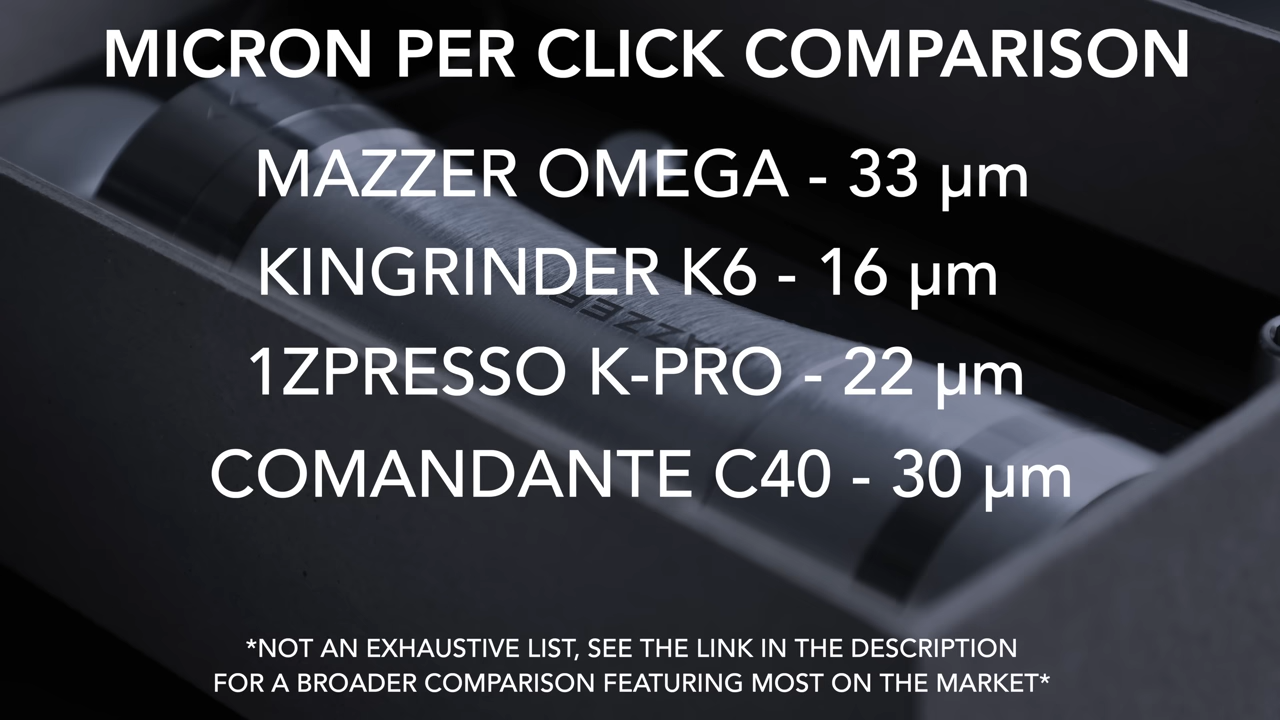 MICRON PER CLICK COMPARISON
MAZZER OMEGA - 33 µm
KINGRINDER K6 - 16 µm
MAZZER
1ZPRESSO K-PRO - 22 µm
COMANDANTE C40 - 30 µm
*NOT AN EXHAUSTIVE LIST, SEE THE LINK IN THE DESCRIPTION
FOR A BROADER COMPARISON FEATURING MOST ON THE MARKET*